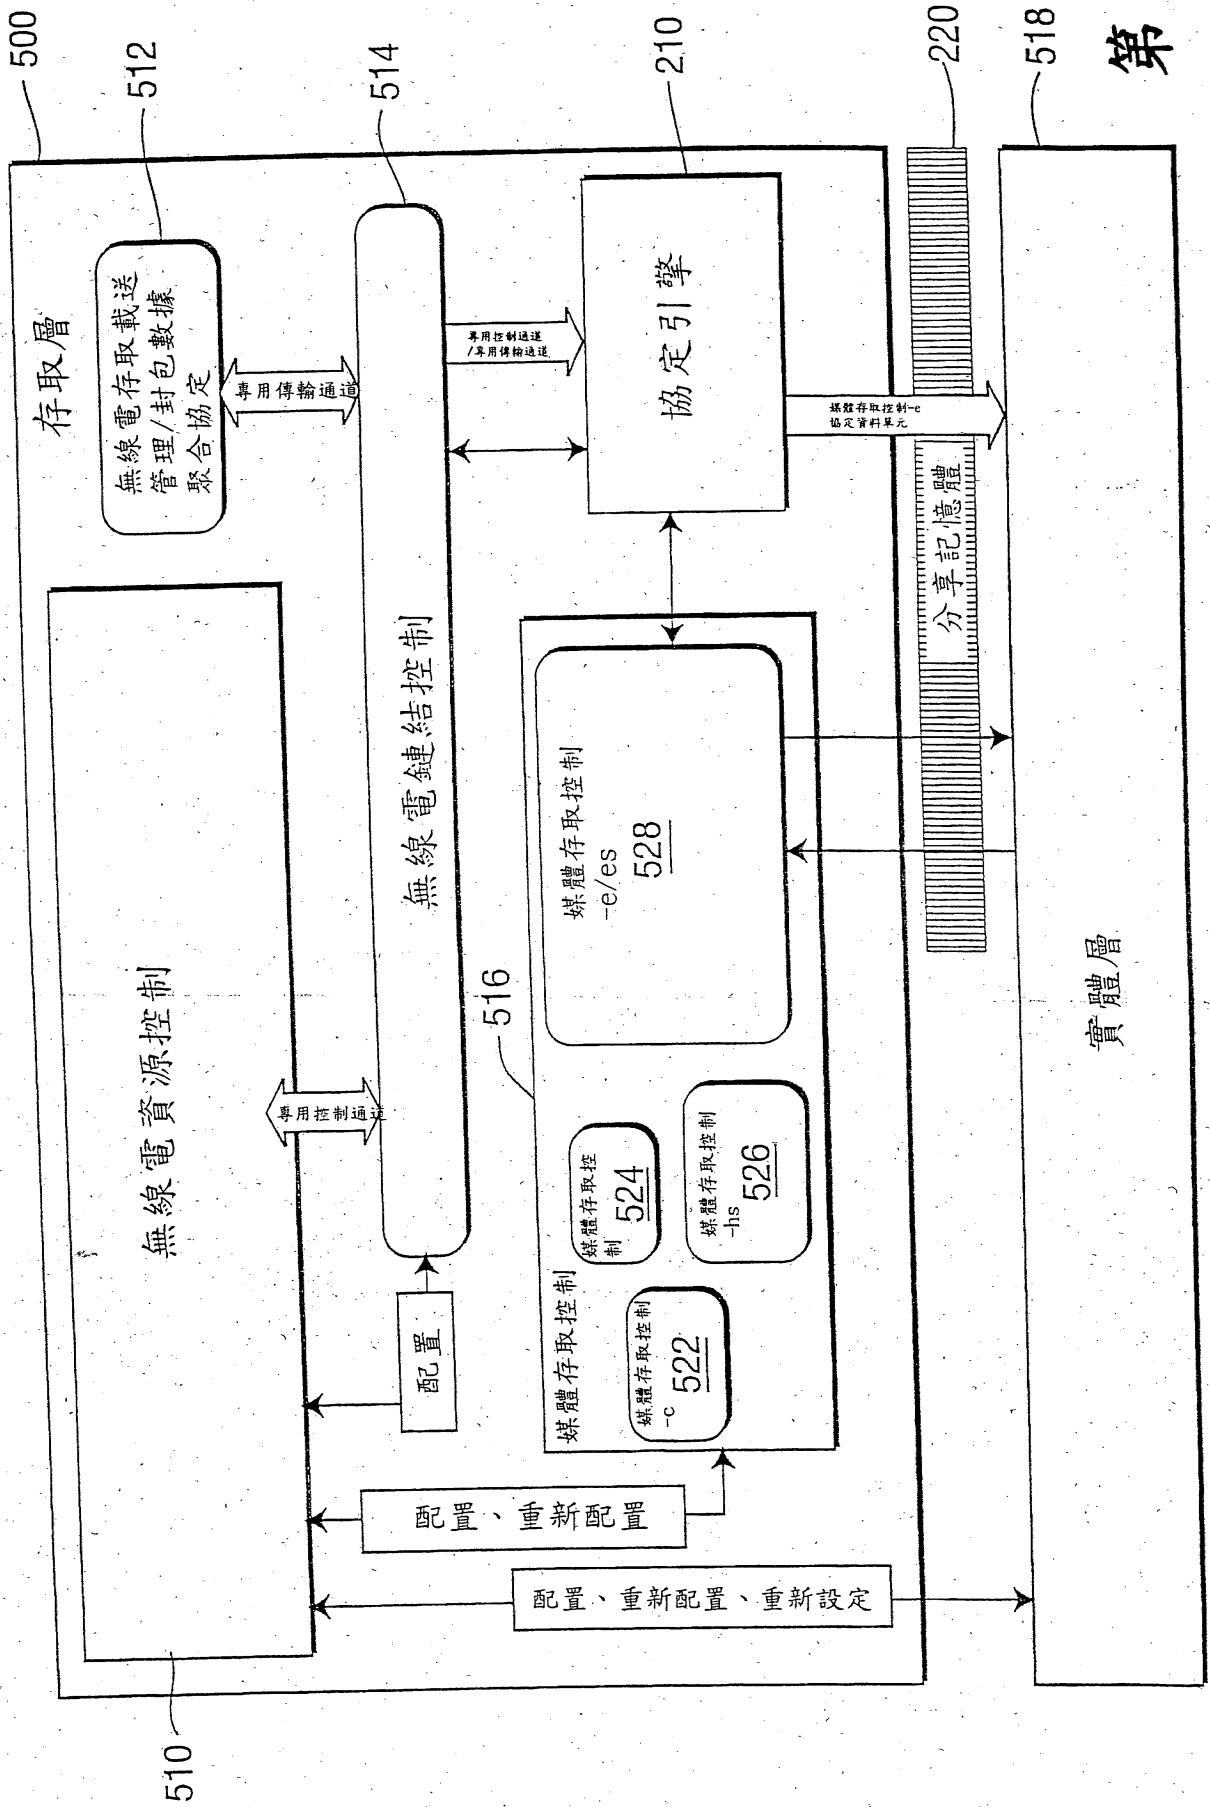 500
存取層
512
無線電存取載送
管理/封包數據
聚合協定
510
無線電資源控制
專用傳輸通道
專用控制通道
514
無線電鏈結控制
配置
專用控制通道
/專用傳輸通道
210
協定引擎
516
媒體存取控制
媒體存取控制
-c
522
媒體存取控
制
524
媒體存取控制
-hs
526
媒體存取控制
-e/es
528
配置、重新配置
配置、重新配置、重新設定
媒體存取控制-e
協定資料單元
220
分享記憶體
518
實體層
第